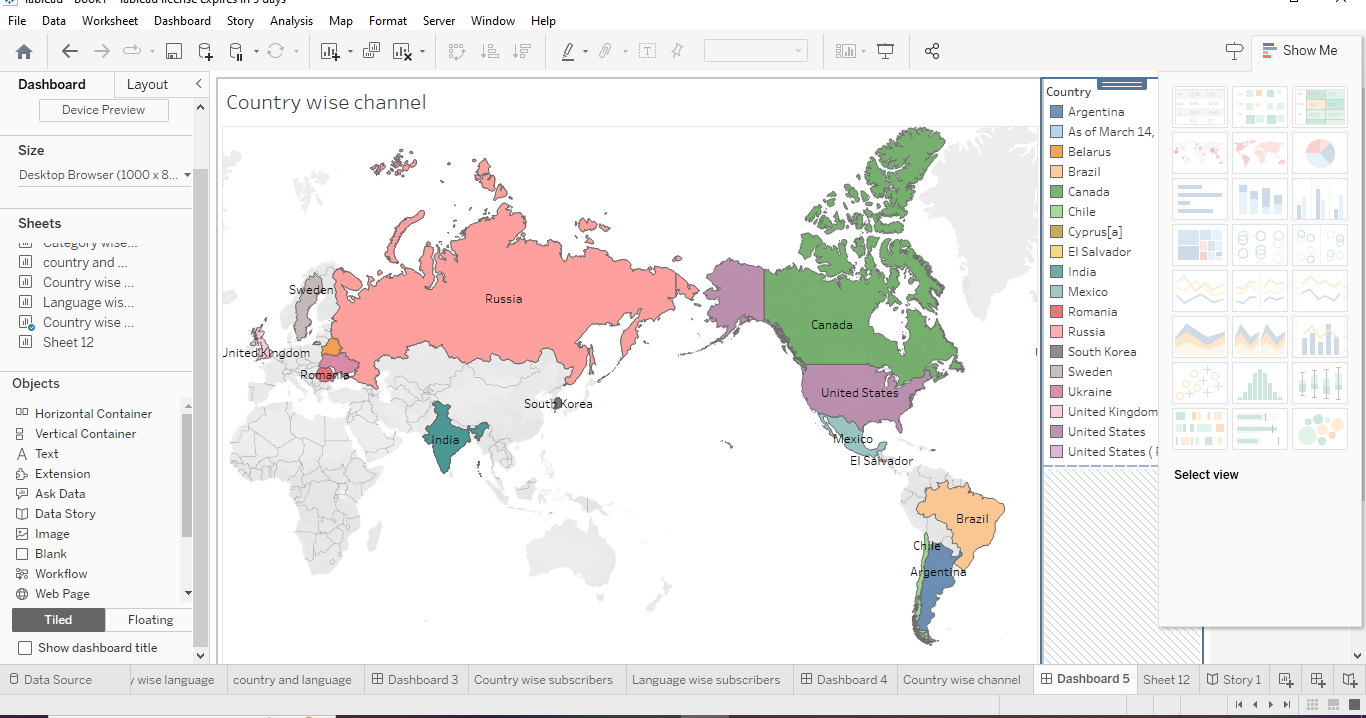 File Data Worksheet Dashboard Story Analysis Map Format Server Window Help
Show Me
Dashboard Layout
Device Preview
Size
Desktop Browser (1000 x 8...
Sheets
country and ...
Country wise ...
Language wis...
Country wise ...
Sheet 12
Objects
Horizontal Container
Vertical Container
Text
Extension
Ask Data
Data Story
Image
Blank
Workflow
Web Page
Tiled Floating
Show dashboard title
Country wise channel
Sweden
Russia
United Kingdom
Romania
South Korea
India
Canada
United States
Mexico
El Salvador
Brazil
Chile
Argentina
Country
Argentina
As of March 14,
Belarus
Brazil
Canada
Chile
Cyprus[a]
El Salvador
India
Mexico
Romania
Russia
South Korea
Sweden
Ukraine
United Kingdom
United States
United States (
Select view
Data Source y wise language country and language Dashboard 3 Country wise subscribers Language wise subscribers Dashboard 4 Country wise channel Dashboard 5 Sheet 12 Story 1